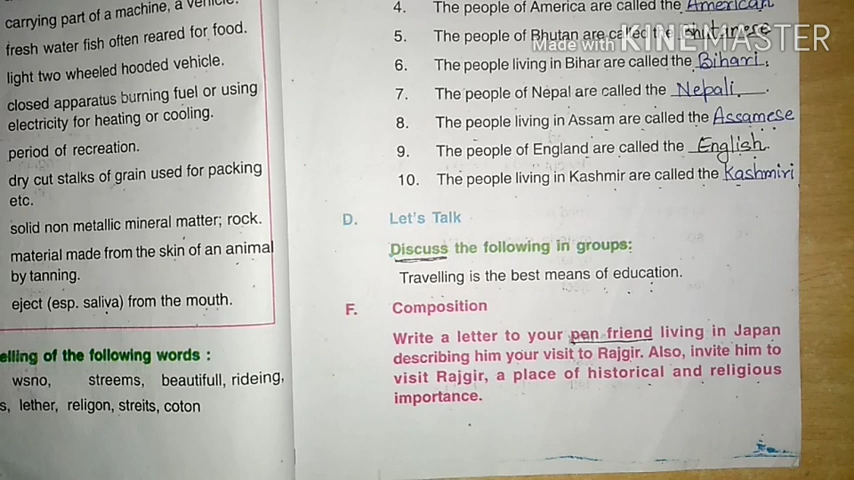 carrying part of a machine, a vehicle.
fresh water fish often reared for food.
light two wheeled hooded vehicle.
closed apparatus burning fuel or using
electricity for heating or cooling.
period of recreation.
dry cut stalks of grain used for packing
etc.
solid non metallic mineral matter; rock.
material made from the skin of an animal
by tanning.
eject (esp. saliva) from the mouth.
elling of the following words :
wsno, streems, beautifull, rideing,
s, lether, religon, streits, coton
4. The people of America are called the American
5. The people of Bhutan are called the Bhutanese
Made with KINEMASTER
6. The people living in Bihar are called the Bihari.
7. The people of Nepal are called the Nepali.
8. The people living in Assam are called the Assamese
9. The people of England are called the English.
10. The people living in Kashmir are called the Kashmiri
D. Let's Talk
Discuss the following in groups:
Travelling is the best means of education.
F. Composition
Write a letter to your pen friend living in Japan
describing him your visit to Rajgir. Also, invite him to
visit Rajgir, a place of historical and religious
importance.